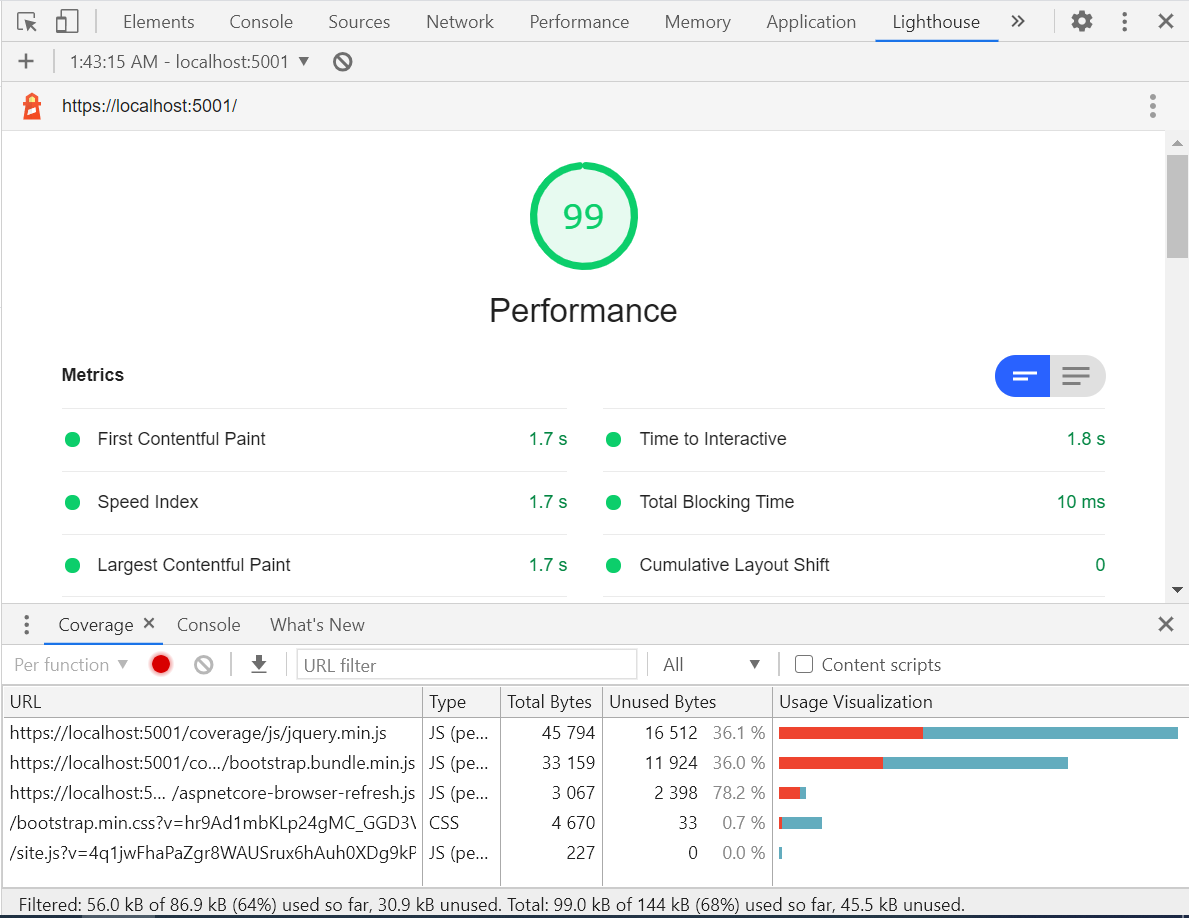 Elements Console Sources Network Performance Memory Application Lighthouse
1:43:15 AM - localhost:5001
https://localhost:5001/
99
Performance
Metrics
First Contentful Paint 1.7 s Time to Interactive 1.8 s
Speed Index 1.7 s Total Blocking Time 10 ms
Largest Contentful Paint 1.7 s Cumulative Layout Shift 0
Coverage Console What's New
Per function URL filter All Content scripts
URL Type Total Bytes Unused Bytes Usage Visualization
https://localhost:5001/coverage/js/jquery.min.js JS (pe... 45 794 16 512 36.1 %
https://localhost:5001/co.../bootstrap.bundle.min.js JS (pe... 33 159 11 924 36.0 %
https://localhost:5... /aspnetcore-browser-refresh.js JS (pe... 3 067 2 398 78.2 %
/bootstrap.min.css?v=hr9Ad1mbKLp24gMC_GGD3\ CSS 4 670 33 0.7 %
/site.js?v=4q1jwFhaPaZgr8WAUSrux6hAuh0XDg9kP JS (pe... 227 0 0.0 %
Filtered: 56.0 kB of 86.9 kB (64%) used so far, 30.9 kB unused. Total: 99.0 kB of 144 kB (68%) used so far, 45.5 kB unused.